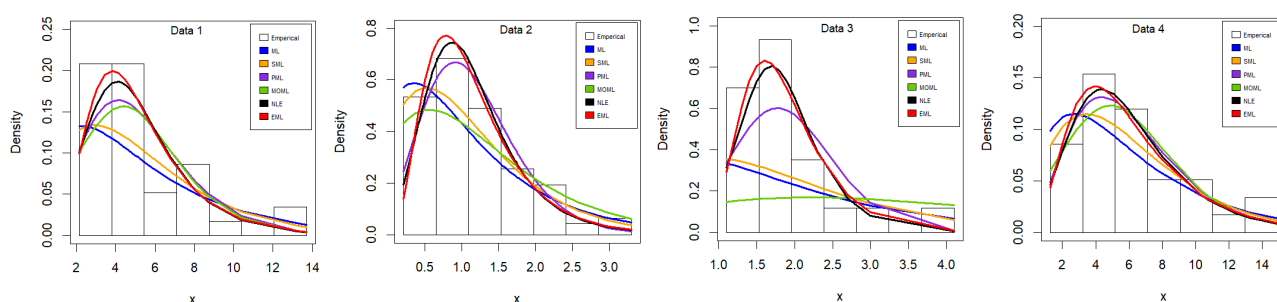 Data 1
Density
0.00
0.05
0.10
0.15
0.20
0.25
2
4
6
8
10
12
14
x
Emperical
ML
SML
PML
MOML
NLE
EML
Data 2
Density
0.0
0.2
0.4
0.6
0.8
0.5
1.0
1.5
2.0
2.5
3.0
x
Emperical
ML
SML
PML
MOML
NLE
EML
Data 3
Density
0.0
0.2
0.4
0.6
0.8
1.0
1.0
1.5
2.0
2.5
3.0
3.5
4.0
x
Emperical
ML
SML
PML
MOML
NLE
EML
Data 4
Density
0.00
0.05
0.10
0.15
0.20
2
4
6
8
10
12
14
x
Emperical
ML
SML
PML
MOML
NLE
EML